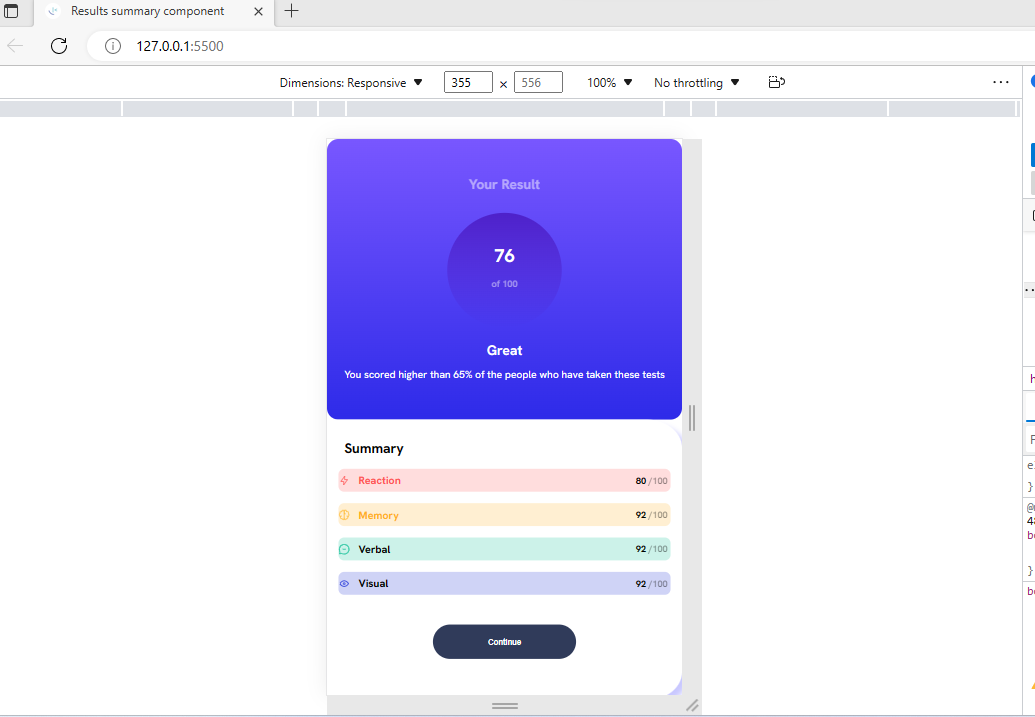 Results summary component
127.0.0.1:5500
Dimensions: Responsive 355 × 556 100% No throttling
Your Result
76
of 100
Great
You scored higher than 65% of the people who have taken these tests
Summary
Reaction 80 /100
Memory 92 /100
Verbal 92 /100
Visual 92 /100
Continue